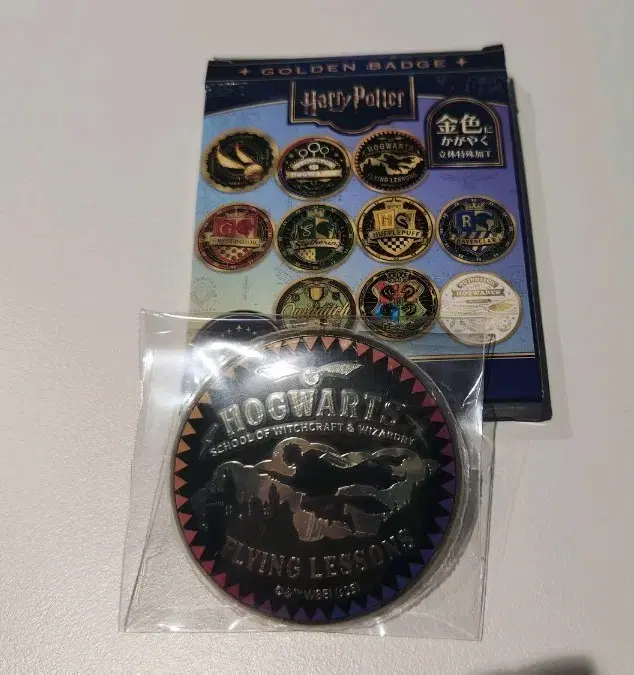 GOLDEN BADGE
Harry Potter
金色に
かがやく
立体特殊加工
HOGWARTS
FLYING LESSONS
GRYFFINDOR
Slytherin
HUFFLEPUFF
RAVENCLAW
Quidditch
HOGWARTS
HOGWARTS
SCHOOL OF WITCHCRAFT & WIZARDRY
FLYING LESSONS